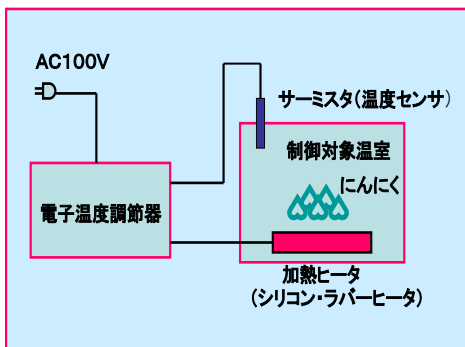 AC100V
サーミスタ(温度センサ)
制御対象温室
にんにく
電子温度調節器
加熱ヒータ
(シリコン・ラバーヒータ)